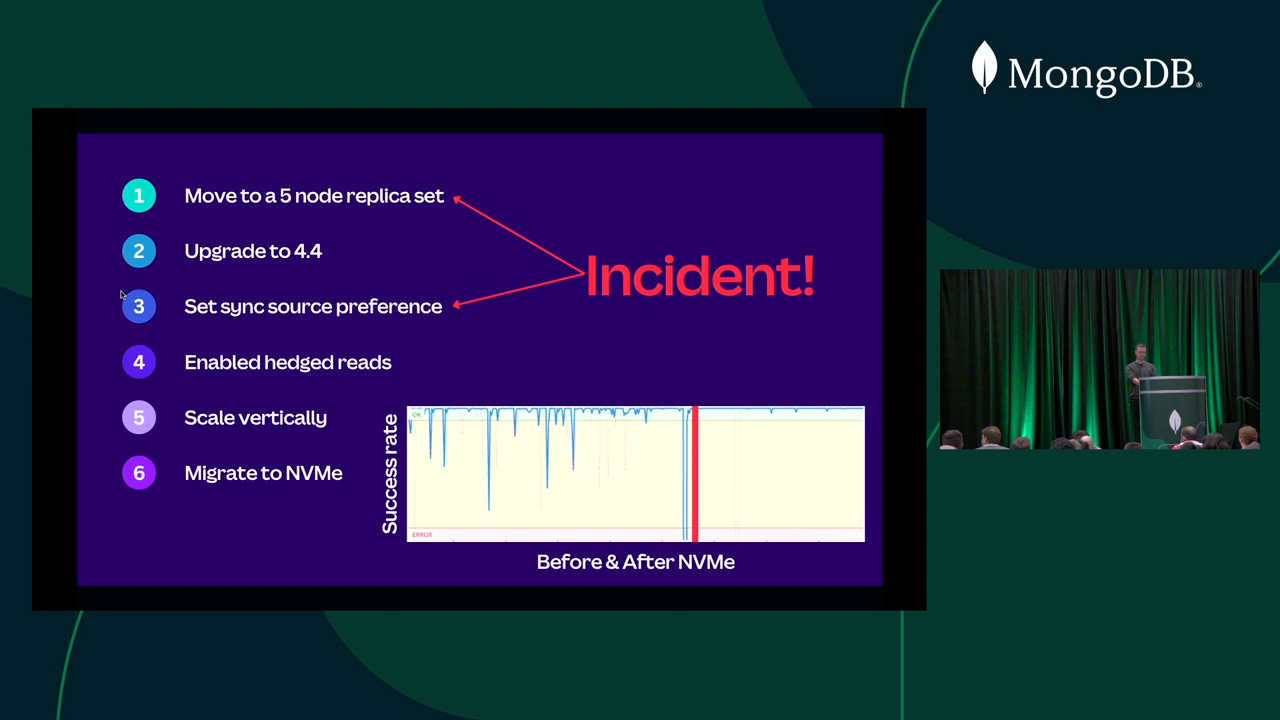 MongoDB®
1 Move to a 5 node replica set
2 Upgrade to 4.4
3 Set sync source preference
4 Enabled hedged reads
5 Scale vertically
6 Migrate to NVMe
Incident!
Success rate
OK
ERROR
Before & After NVMe